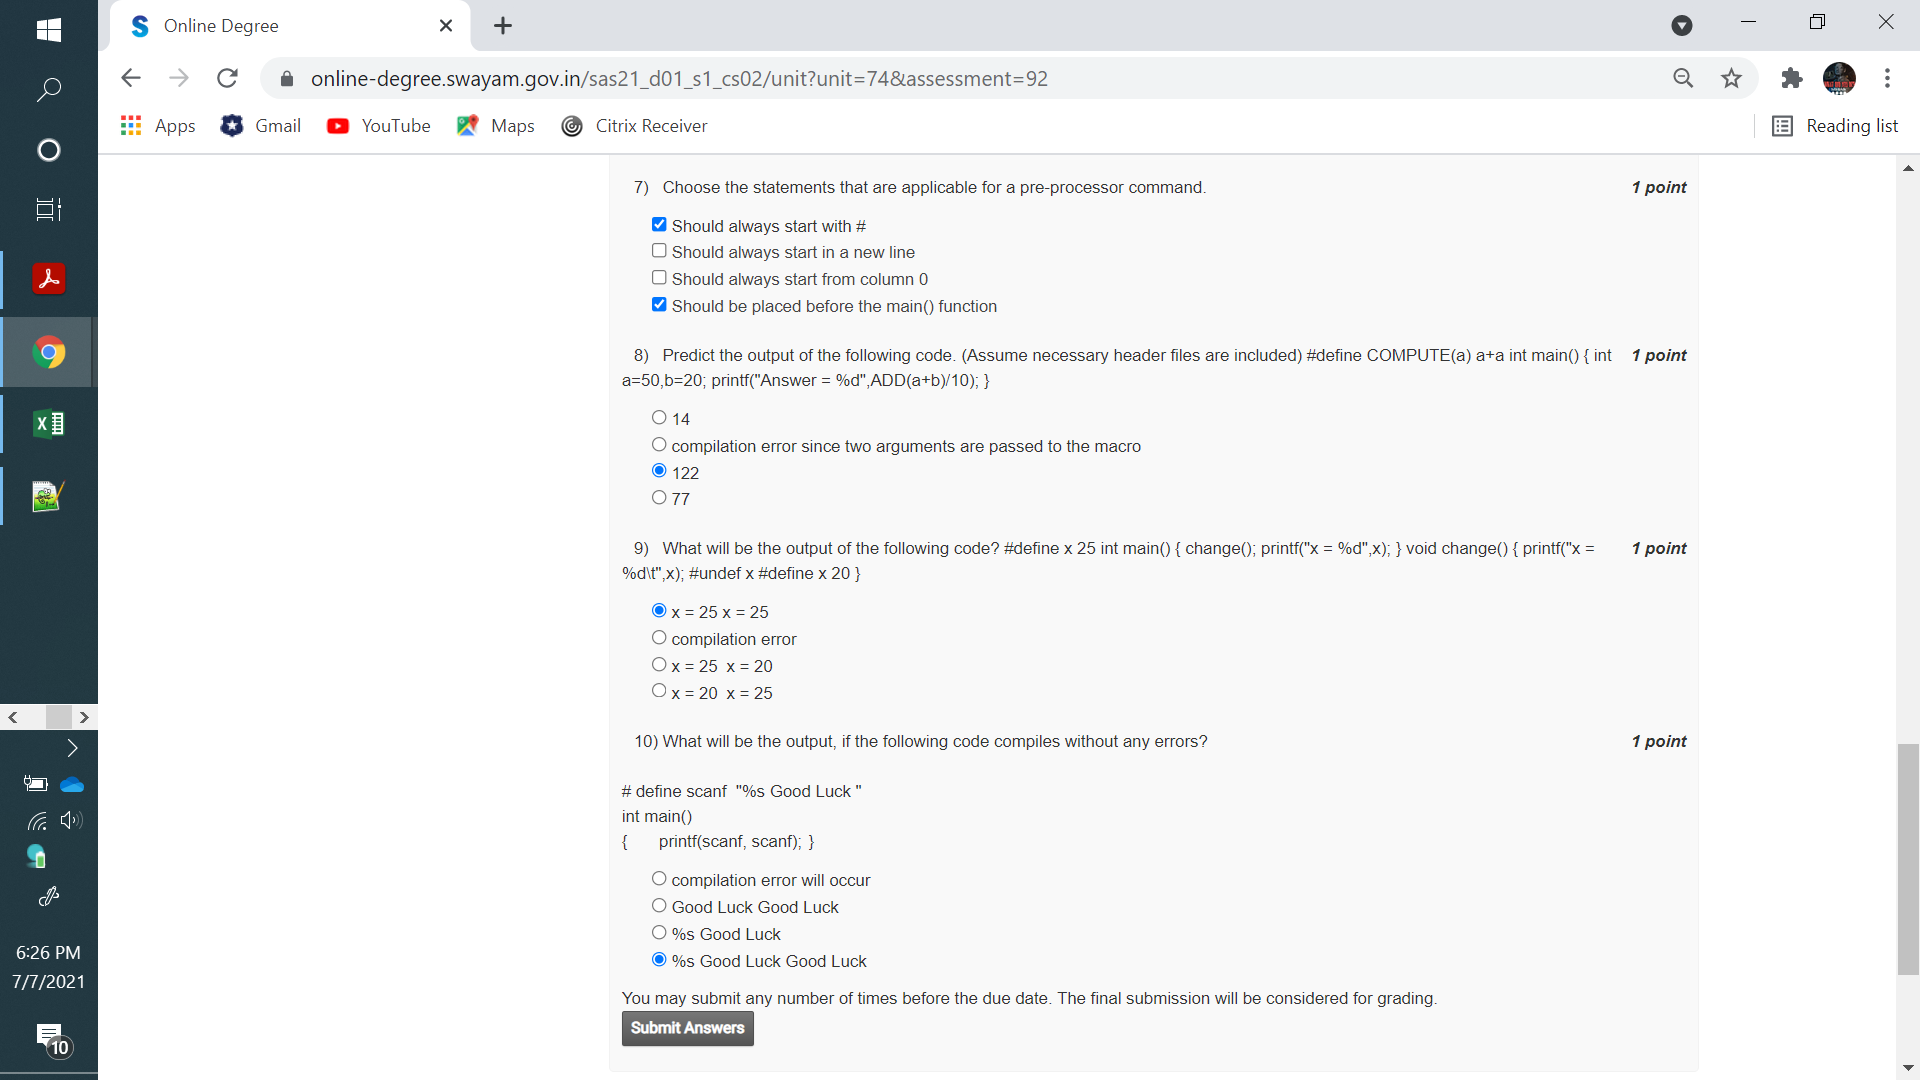 Online Degree
online-degree.swayam.gov.in/sas21_d01_s1_cs02/unit?unit=74&assessment=92
Apps Gmail YouTube Maps Citrix Receiver Reading list
7) Choose the statements that are applicable for a pre-processor command. 1 point
Should always start with #
Should always start in a new line
Should always start from column 0
Should be placed before the main() function
8) Predict the output of the following code. (Assume necessary header files are included) #define COMPUTE(a) a+a int main() { int 1 point
a=50,b=20; printf("Answer = %d",ADD(a+b)/10); }
14
compilation error since two arguments are passed to the macro
122
77
9) What will be the output of the following code? #define x 25 int main() { change(); printf("x = %d",x); } void change() { printf("x = 1 point
%d\t",x); #undef x #define x 20 }
x = 25 x = 25
compilation error
x = 25 x = 20
x = 20 x = 25
10) What will be the output, if the following code compiles without any errors? 1 point
# define scanf "%s Good Luck "
int main()
{ printf(scanf, scanf); }
compilation error will occur
Good Luck Good Luck
%s Good Luck
%s Good Luck Good Luck
You may submit any number of times before the due date. The final submission will be considered for grading.
Submit Answers
6:26 PM
7/7/2021
10